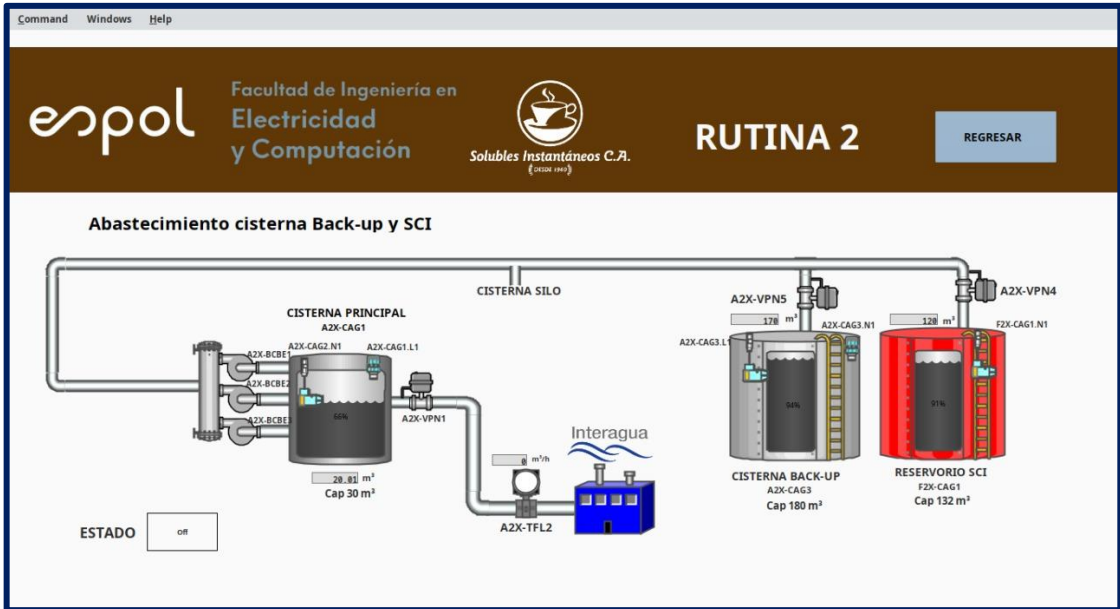 Command Windows Help
espol
Facultad de Ingeniería en
Electricidad
y Computación
Solubles Instantáneos C.A.
DESDE 1960
RUTINA 2
REGRESAR
Abastecimiento cisterna Back-up y SCI
CISTERNA SILO
A2X-VPN5
A2X-VPN4
170 m³
120 m³
A2X-CAG3.N1
F2X-CAG1.N1
A2X-CAG3.L1
CISTERNA PRINCIPAL
A2X-CAG1
A2X-CAG2.N1
A2X-CAG1.L1
A2X-BCBE1
A2X-BCBE2
A2X-BCBE3
66%
A2X-VPN1
94%
91%
Interagua
0 m³/h
20.01 m³
Cap 30 m³
A2X-TFL2
CISTERNA BACK-UP
A2X-CAG3
Cap 180 m³
RESERVORIO SCI
F2X-CAG1
Cap 132 m³
ESTADO
Off